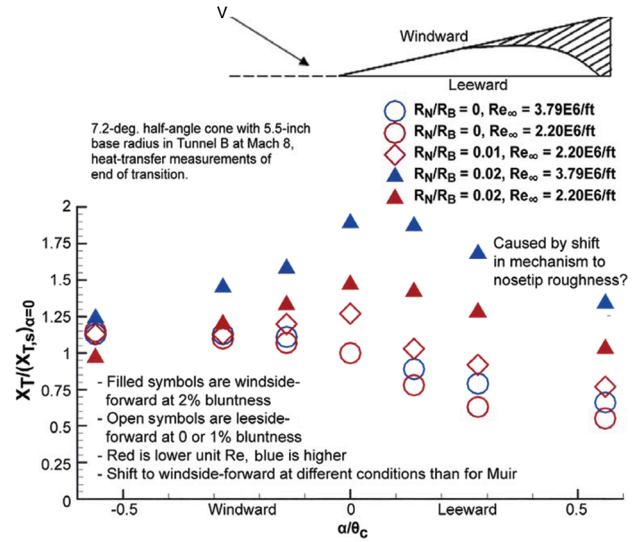 V
Windward
Leeward
7.2-deg. half-angle cone with 5.5-inch
base radius in Tunnel B at Mach 8,
heat-transfer measurements of
end of transition.
R_N/R_B = 0, Re_∞ = 3.79E6/ft
R_N/R_B = 0, Re_∞ = 2.20E6/ft
R_N/R_B = 0.01, Re_∞ = 2.20E6/ft
R_N/R_B = 0.02, Re_∞ = 3.79E6/ft
R_N/R_B = 0.02, Re_∞ = 2.20E6/ft
Caused by shift
in mechanism to
nosetip roughness?
2
1.75
1.5
1.25
1
0.75
0.5
0.25
0
X_T/(X_T,s)_α=0
- Filled symbols are windside-
forward at 2% bluntness
- Open symbols are leeside-
forward at 0 or 1% bluntness
- Red is lower unit Re, blue is higher
- Shift to windside-forward at different conditions than for Muir
-0.5 Windward 0 Leeward 0.5
α/θ_c